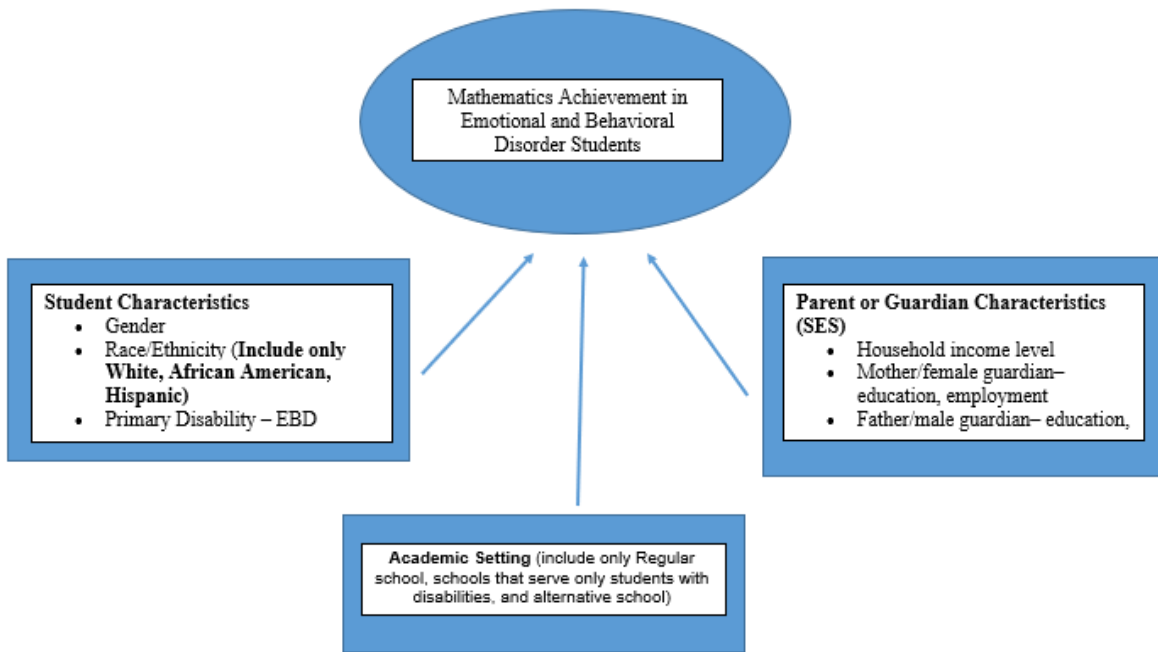 Mathematics Achievement in
Emotional and Behavioral
Disorder Students
Student Characteristics
• Gender
• Race/Ethnicity (Include only
White, African American,
Hispanic)
• Primary Disability – EBD
Parent or Guardian Characteristics
(SES)
• Household income level
• Mother/female guardian–
education, employment
• Father/male guardian– education,
Academic Setting (include only Regular
school, schools that serve only students with
disabilities, and alternative school)